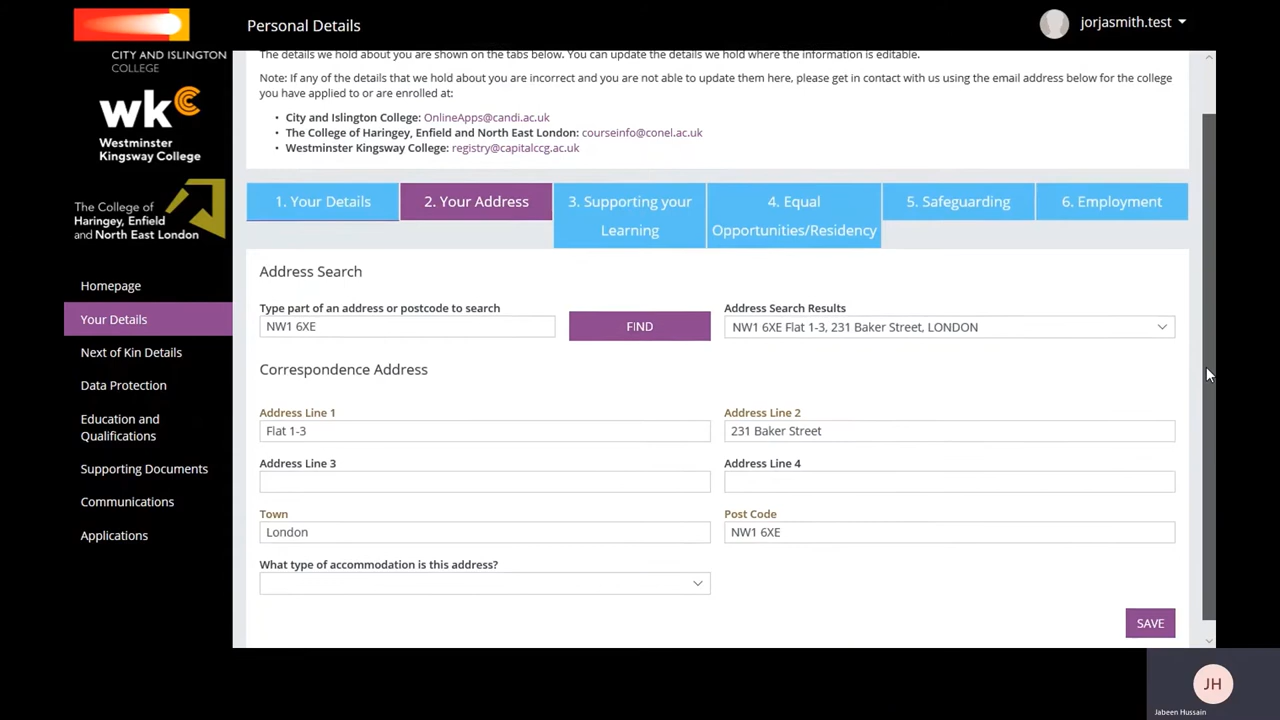 Personal Details
jorjasmith.test
CITY AND ISLINGTON
COLLEGE
wk
Westminster
Kingsway College
The College of
Haringey, Enfield
and North East London
Homepage
Your Details
Next of Kin Details
Data Protection
Education and
Qualifications
Supporting Documents
Communications
Applications
The details we hold about you are shown on the tabs below. You can update the details we hold where the information is editable.
Note: If any of the details that we hold about you are incorrect and you are not able to update them here, please get in contact with us using the email address below for the college
you have applied to or are enrolled at:
• City and Islington College: OnlineApps@candi.ac.uk
• The College of Haringey, Enfield and North East London: courseinfo@conel.ac.uk
• Westminster Kingsway College: registry@capitalccg.ac.uk
1. Your Details
2. Your Address
3. Supporting your
Learning
4. Equal
Opportunities/Residency
5. Safeguarding
6. Employment
Address Search
Type part of an address or postcode to search
NW1 6XE
FIND
Address Search Results
NW1 6XE Flat 1-3, 231 Baker Street, LONDON
Correspondence Address
Address Line 1
Flat 1-3
Address Line 2
231 Baker Street
Address Line 3
Address Line 4
Town
London
Post Code
NW1 6XE
What type of accommodation is this address?
SAVE
JH
Jabeen Hussain